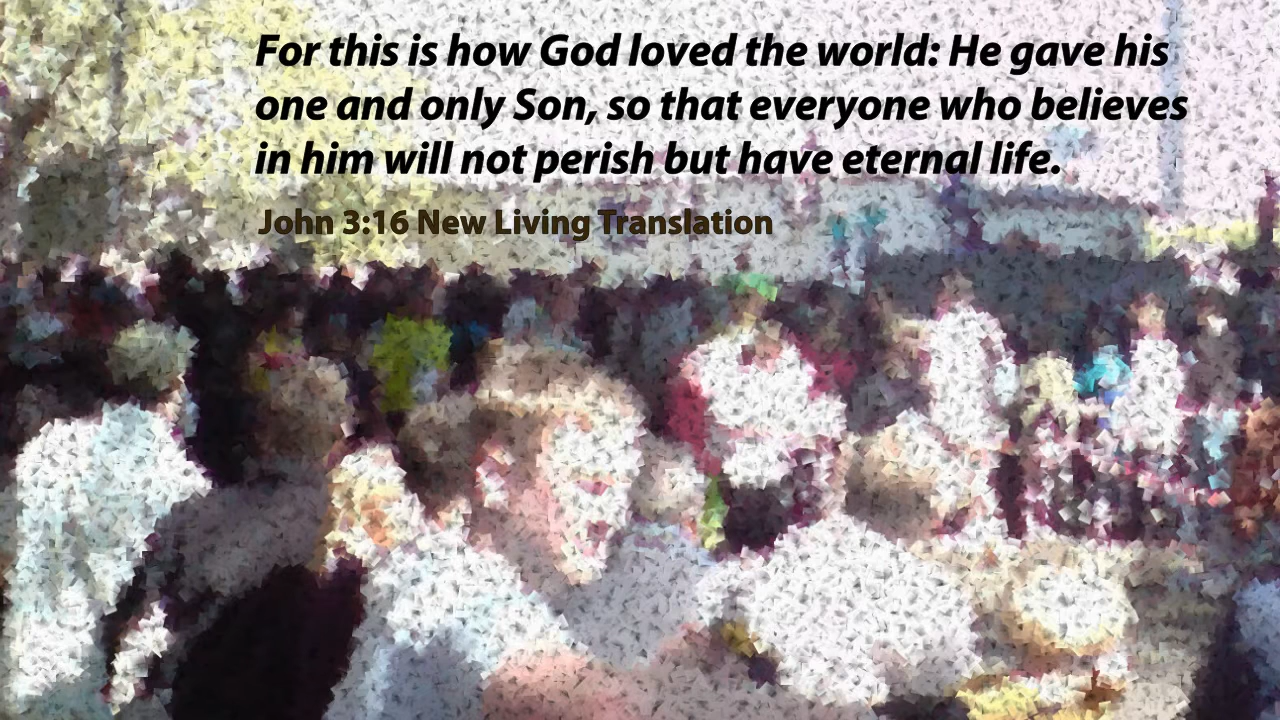 For this is how God loved the world: He gave his
one and only Son, so that everyone who believes
in him will not perish but have eternal life.
John 3:16 New Living Translation